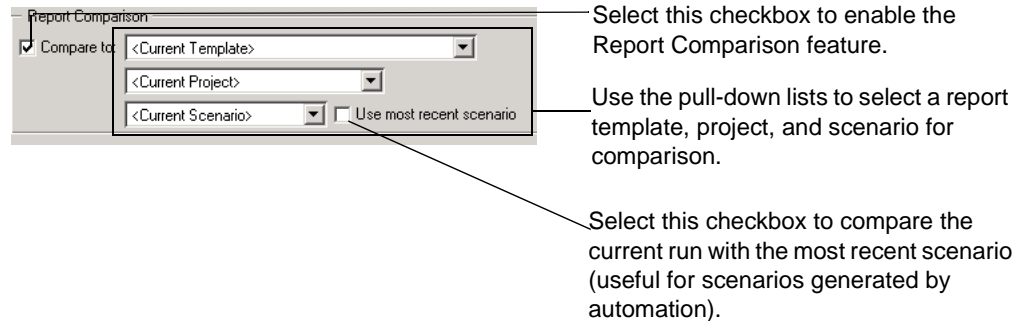 Report Comparison
Compare to:
<Current Template>
<Current Project>
<Current Scenario>
Use most recent scenario
Select this checkbox to enable the
Report Comparison feature.
Use the pull-down lists to select a report
template, project, and scenario for
comparison.
Select this checkbox to compare the
current run with the most recent scenario
(useful for scenarios generated by
automation).